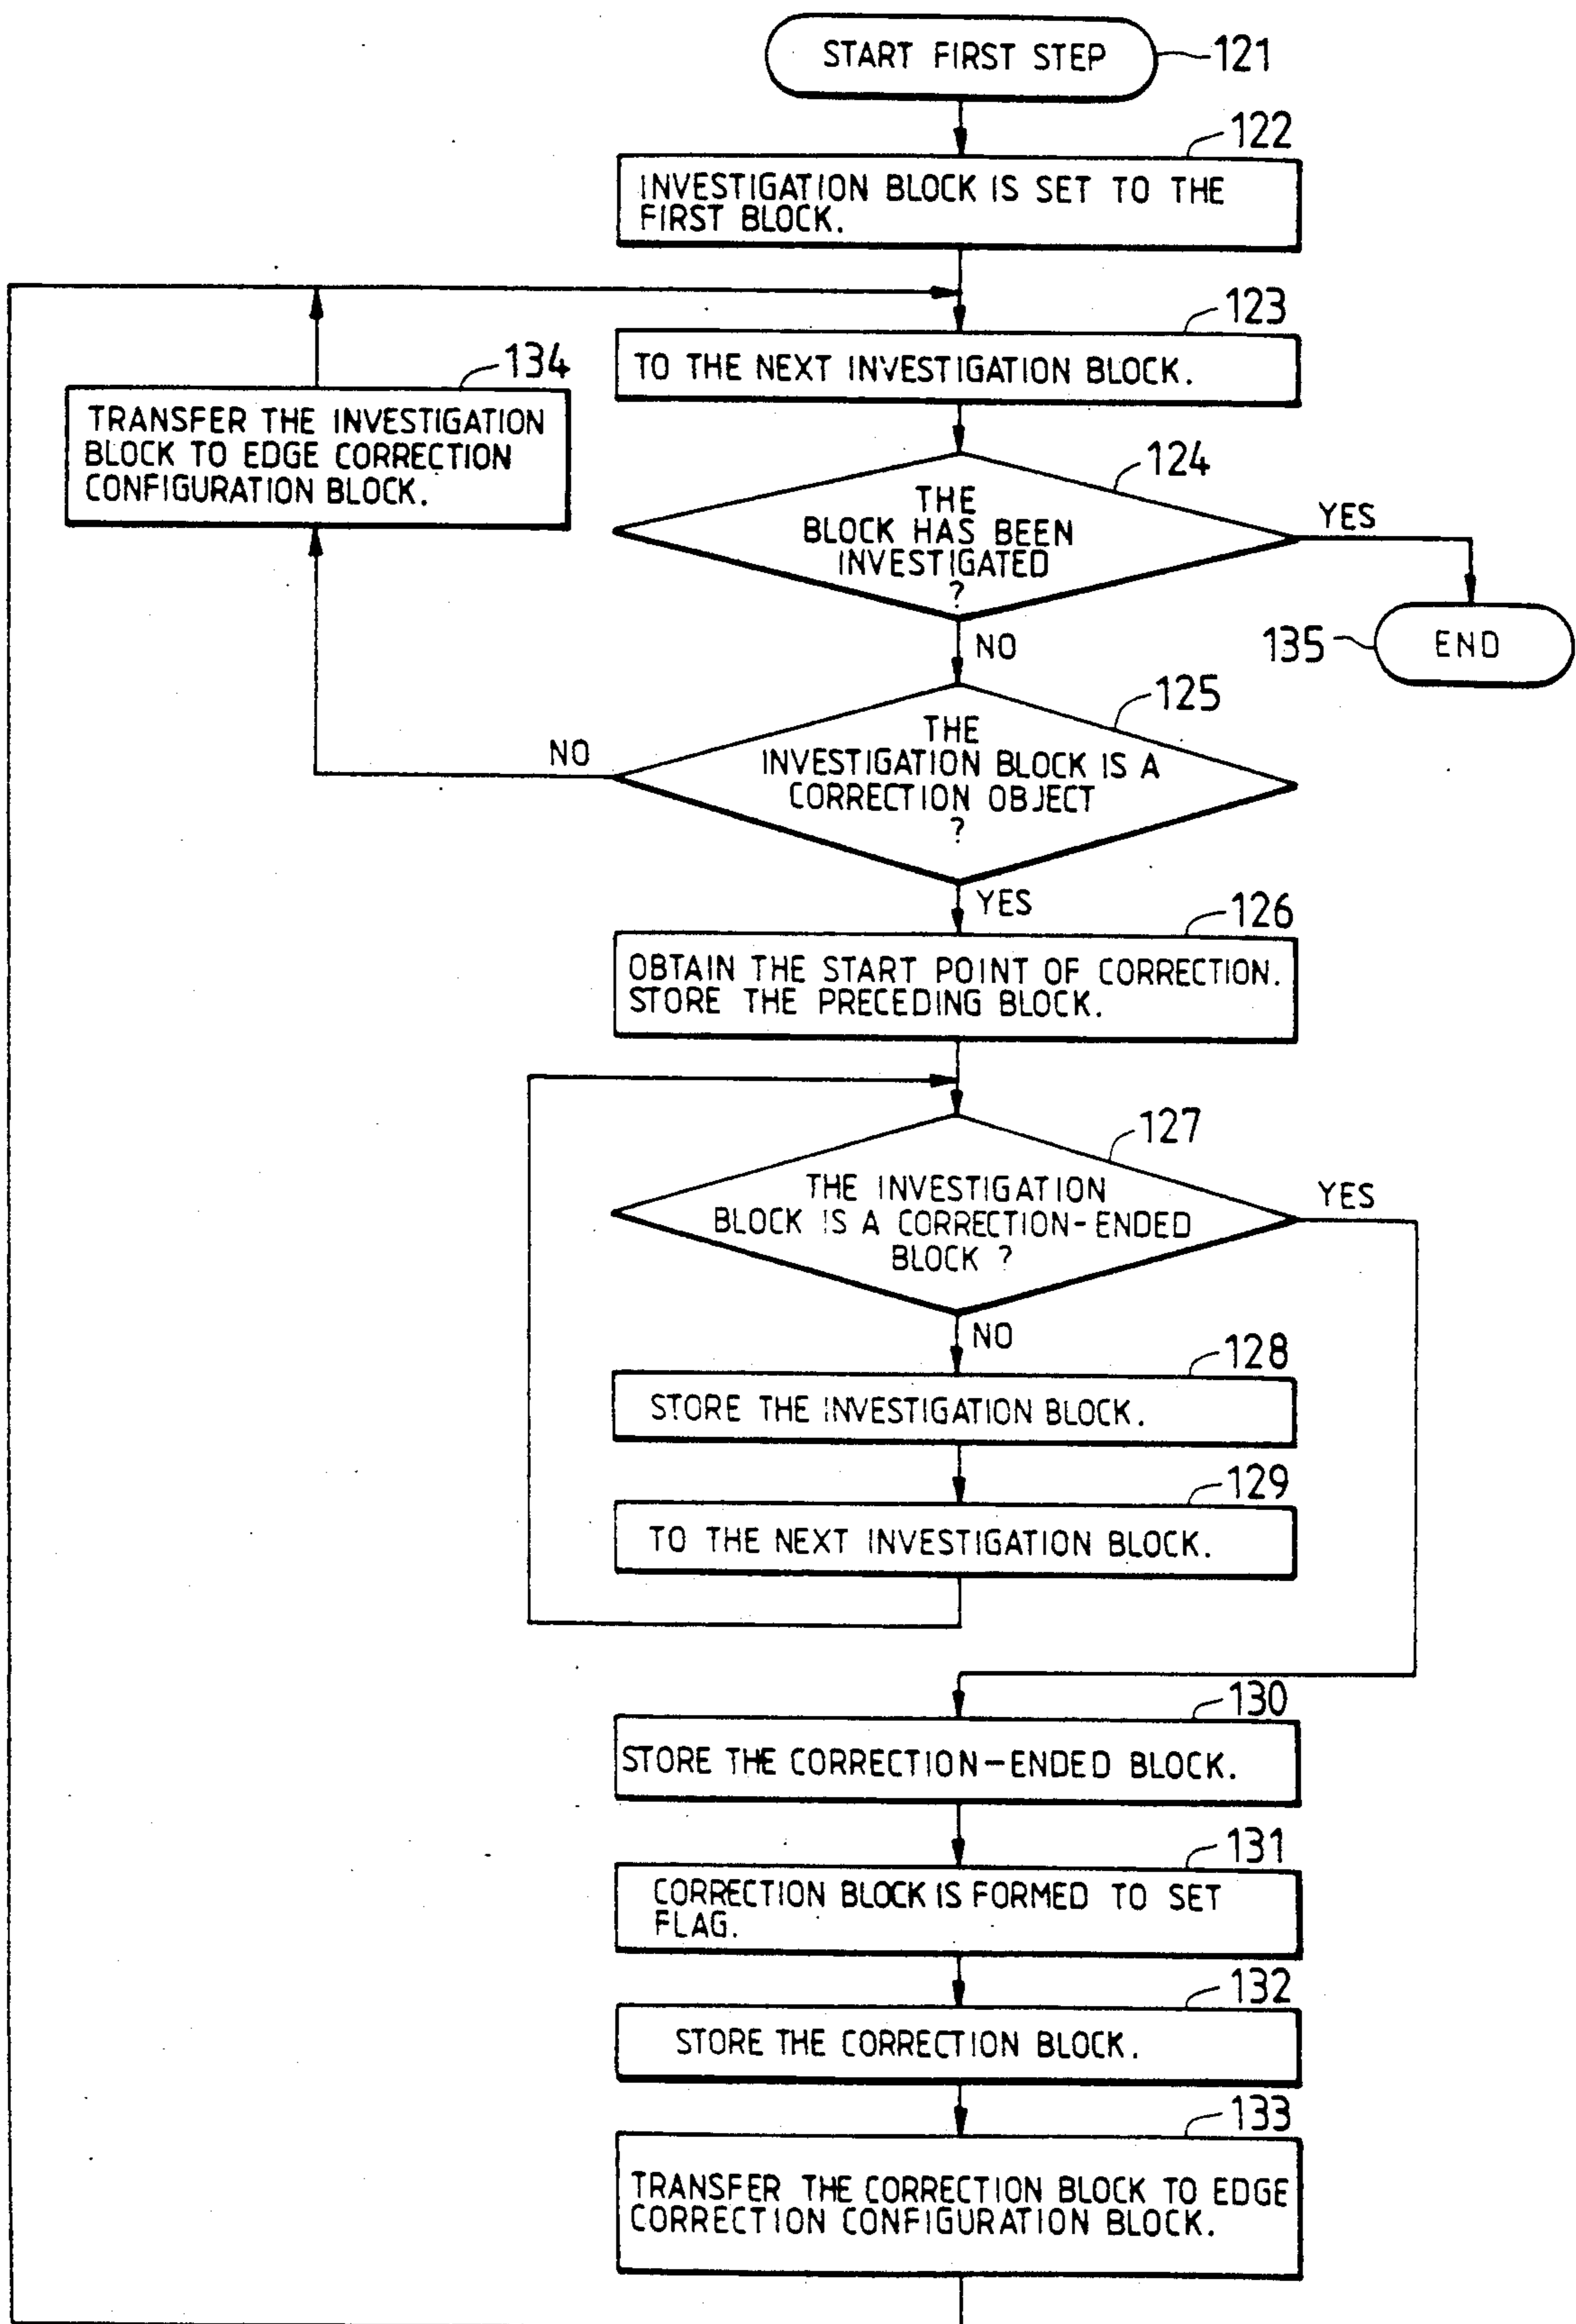 START FIRST STEP
121
122
INVESTIGATION BLOCK IS SET TO THE
FIRST BLOCK.
123
TO THE NEXT INVESTIGATION BLOCK.
134
TRANSFER THE INVESTIGATION
BLOCK TO EDGE CORRECTION
CONFIGURATION BLOCK.
124
THE
BLOCK HAS BEEN
INVESTIGATED
?
YES
135
END
NO
125
THE
INVESTIGATION BLOCK IS A
CORRECTION OBJECT
?
NO
YES
126
OBTAIN THE START POINT OF CORRECTION.
STORE THE PRECEDING BLOCK.
127
THE INVESTIGATION
BLOCK IS A CORRECTION-ENDED
BLOCK ?
YES
NO
128
STORE THE INVESTIGATION BLOCK.
129
TO THE NEXT INVESTIGATION BLOCK.
130
STORE THE CORRECTION-ENDED BLOCK.
131
CORRECTION BLOCK IS FORMED TO SET
FLAG.
132
STORE THE CORRECTION BLOCK.
133
TRANSFER THE CORRECTION BLOCK TO EDGE
CORRECTION CONFIGURATION BLOCK.